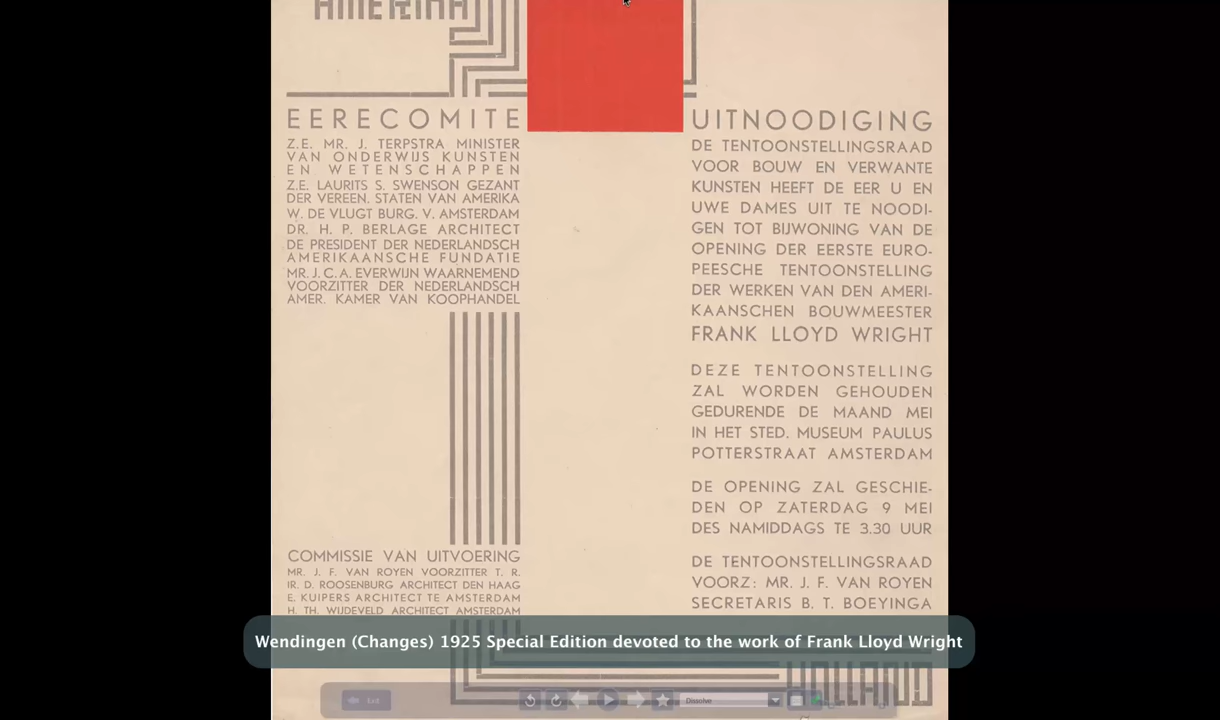 AMERIKA
EERECOMITE
Z.E. MR. J. TERPSTRA MINISTER
VAN ONDERWIJS KUNSTEN
EN WETENSCHAPPEN
Z.E. LAURITS S. SWENSON GEZANT
DER VEREEN. STATEN VAN AMERIKA
W. DE VLUGT BURG. V. AMSTERDAM
DR. H. P. BERLAGE ARCHITECT
DE PRESIDENT DER NEDERLANDSCH
AMERIKAANSCHE FUNDATIE
MR. J. C. A. EVERWIJN WAARNEMEND
VOORZITTER DER NEDERLANDSCH
AMER. KAMER VAN KOOPHANDEL
COMMISSIE VAN UITVOERING
MR. J. F. VAN ROYEN VOORZITTER T. R.
IR. D. ROOSENBURG ARCHITECT DEN HAAG
E. KUIPERS ARCHITECT TE AMSTERDAM
H. TH. WIJDEVELD ARCHITECT AMSTERDAM
UITNOODIGING
DE TENTOONSTELLINGSRAAD
VOOR BOUW EN VERWANTE
KUNSTEN HEEFT DE EER U EN
UWE DAMES UIT TE NOODI-
GEN TOT BIJWONING VAN DE
OPENING DER EERSTE EURO-
PEESCHE TENTOONSTELLING
DER WERKEN VAN DEN AMERI-
KAANSCHEN BOUWMEESTER
FRANK LLOYD WRIGHT
DEZE TENTOONSTELLING
ZAL WORDEN GEHOUDEN
GEDURENDE DE MAAND MEI
IN HET STED. MUSEUM PAULUS
POTTERSTRAAT AMSTERDAM
DE OPENING ZAL GESCHIE-
DEN OP ZATERDAG 9 MEI
DES NAMIDDAGS TE 3.30 UUR
DE TENTOONSTELLINGSRAAD
VOORZ: MR. J. F. VAN ROYEN
SECRETARIS B. T. BOEYINGA
Wendingen (Changes) 1925 Special Edition devoted to the work of Frank Lloyd Wright
HOLLAND
Exit
Dissolve